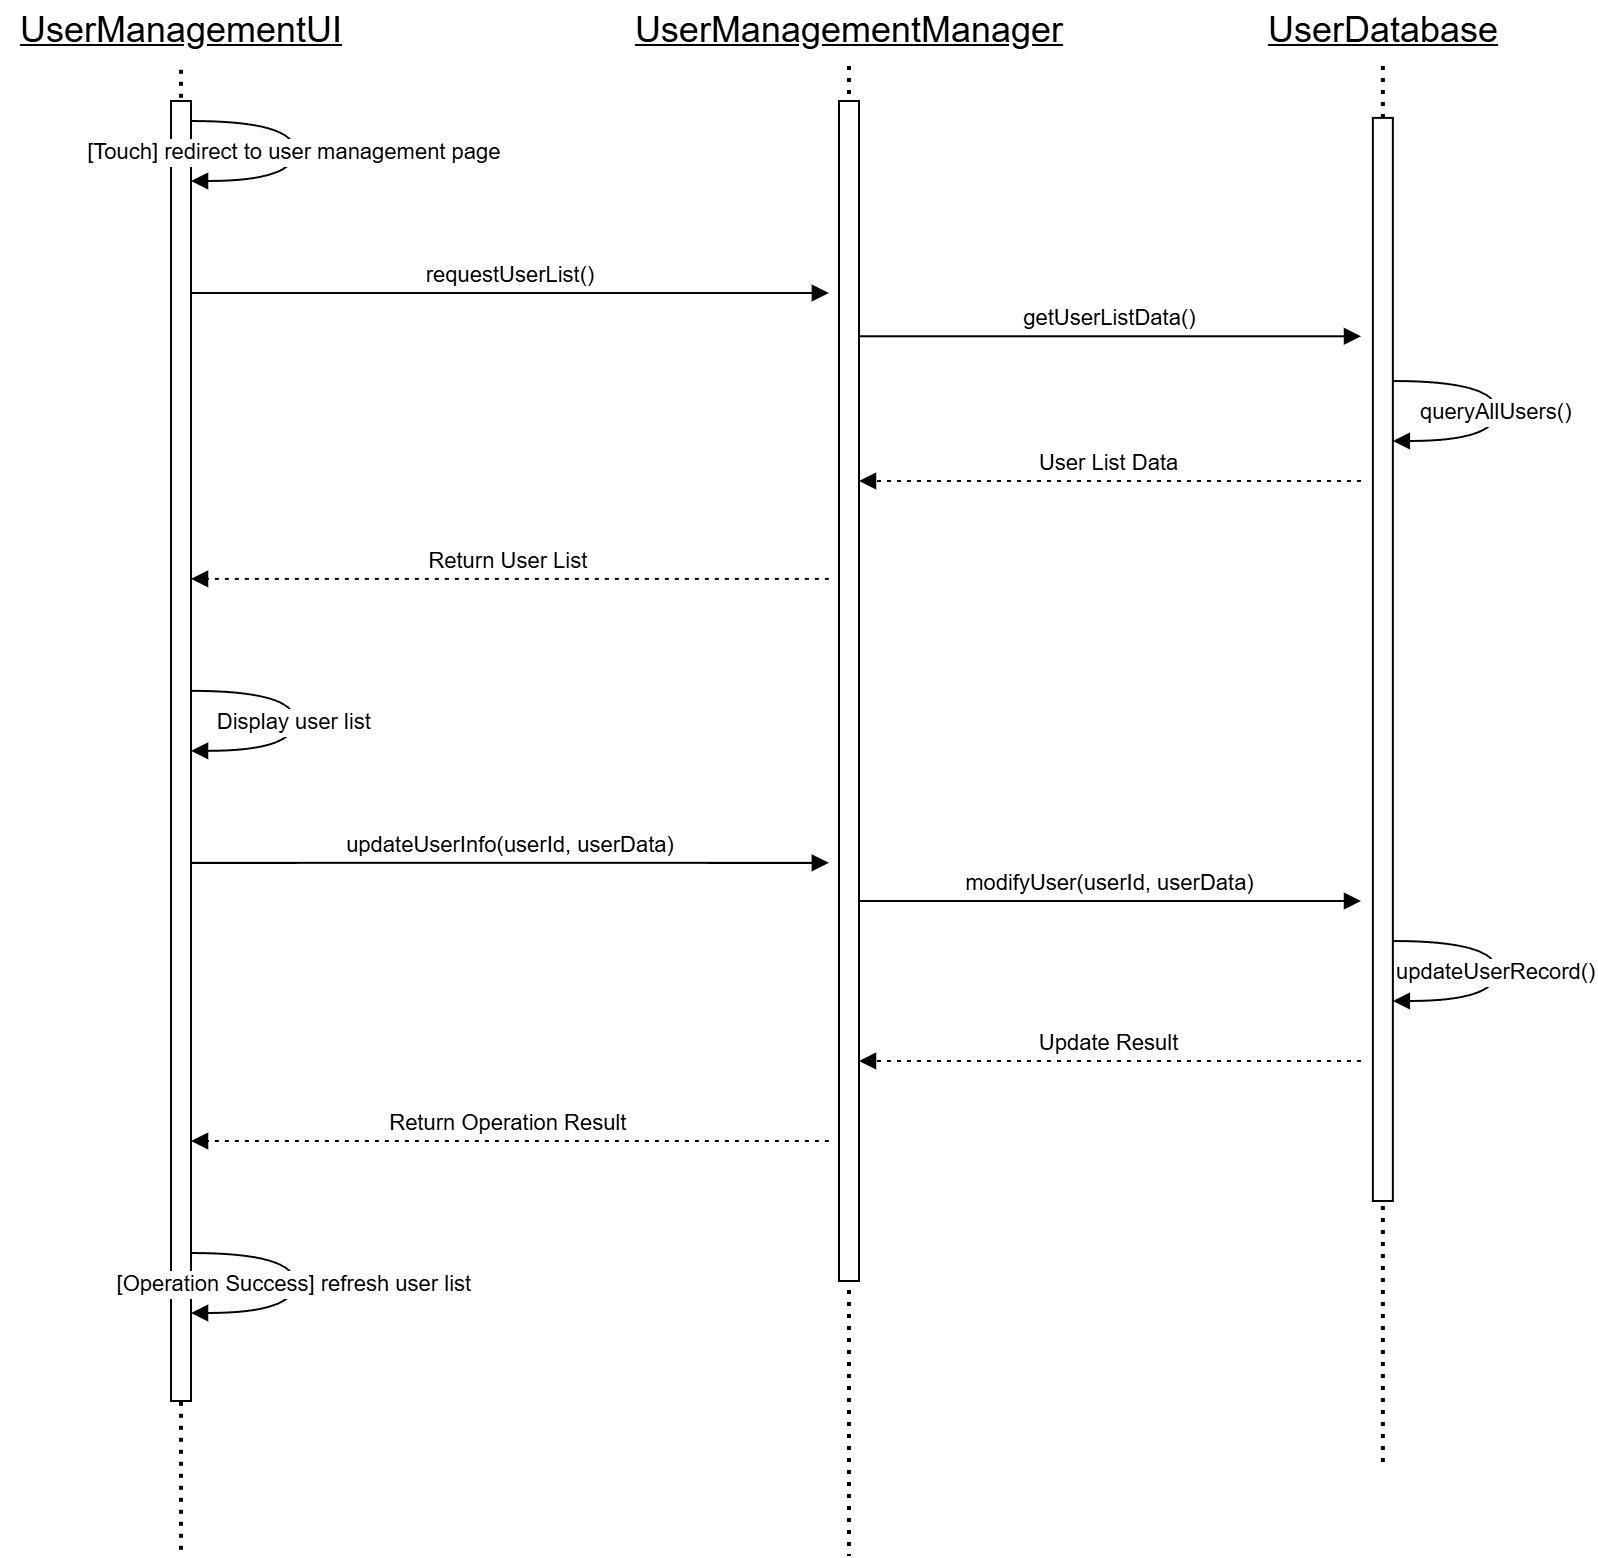 UserManagementUI
UserManagementManager
UserDatabase
[Touch] redirect to user management page
requestUserList()
getUserListData()
queryAllUsers()
User List Data
Return User List
Display user list
updateUserInfo(userId, userData)
modifyUser(userId, userData)
updateUserRecord()
Update Result
Return Operation Result
[Operation Success] refresh user list